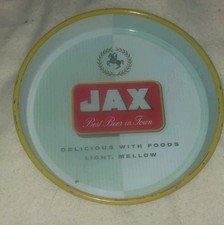 JAX
Best Beer in Town
DELICIOUS WITH FOODS
LIGHT, MELLOW